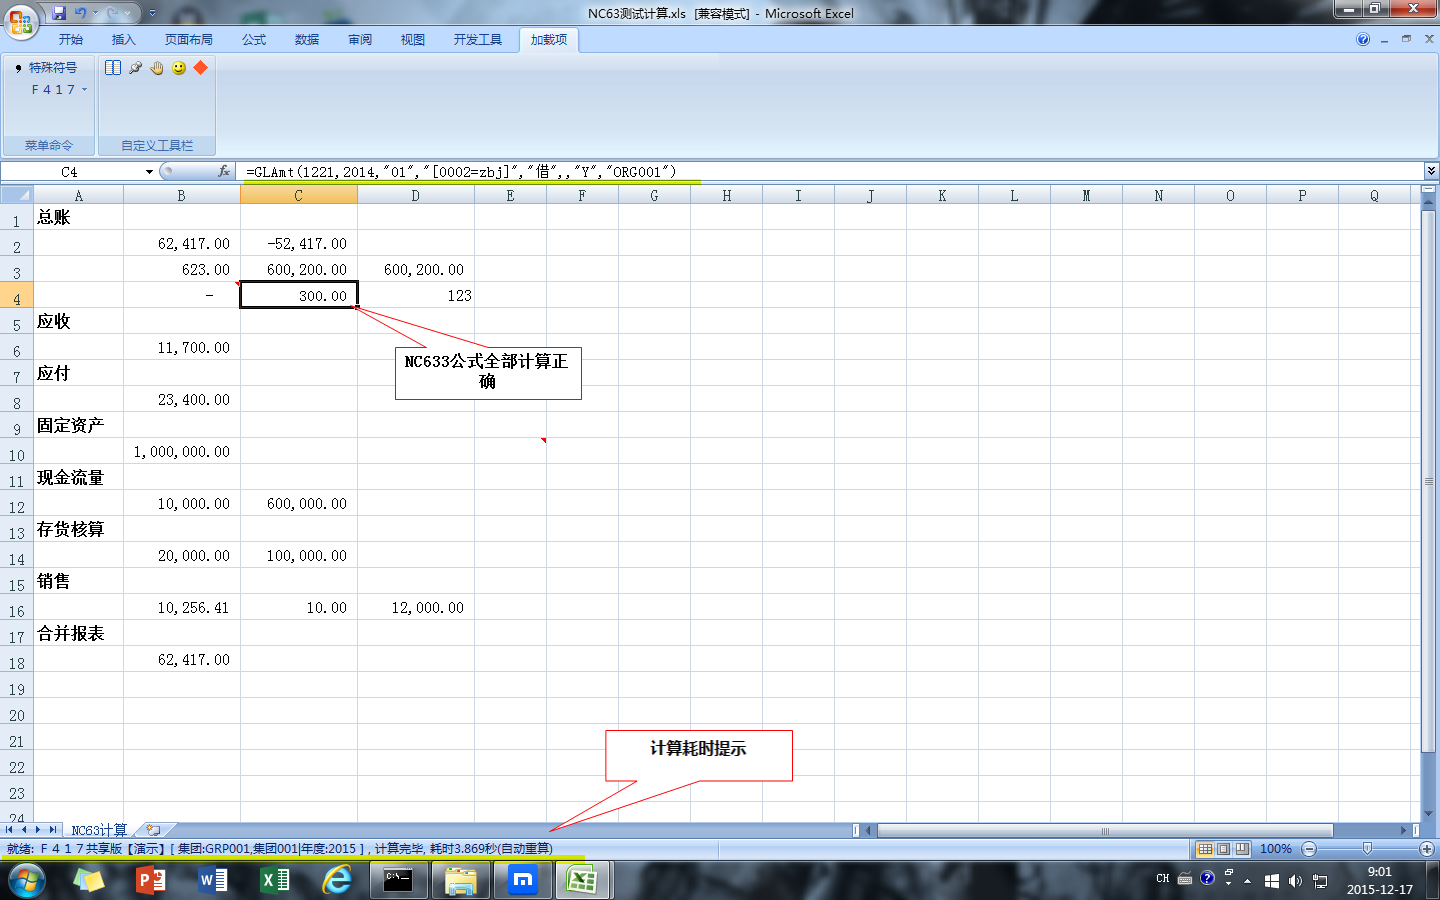 NC63测试计算.xls  [兼容模式] - Microsoft Excel
开始 插入 页面布局 公式 数据 审阅 视图 开发工具 加载项
，特殊符号
Ｆ４１７
菜单命令 自定义工具栏
C4 fx =GLAmt(1221,2014,"01","[0002=zbj]","借",,"Y","ORG001")
A B C D E F G H I J K L M N O P Q
1 总账
2 62,417.00 -52,417.00
3 623.00 600,200.00 600,200.00
4 - 300.00 123
5 应收
6 11,700.00
NC633公式全部计算正
确
7 应付
8 23,400.00
9 固定资产
10 1,000,000.00
11 现金流量
12 10,000.00 600,000.00
13 存货核算
14 20,000.00 100,000.00
15 销售
16 10,256.41 10.00 12,000.00
17 合并报表
18 62,417.00
19
20
21
计算耗时提示
22
23
24
NC63计算
就绪: Ｆ４１７共享版【演示】[ 集团:GRP001,集团001|年度:2015 ] , 计算完毕, 耗时3.869秒(自动重算) 100%
C:\-
CH
9:01
2015-12-17